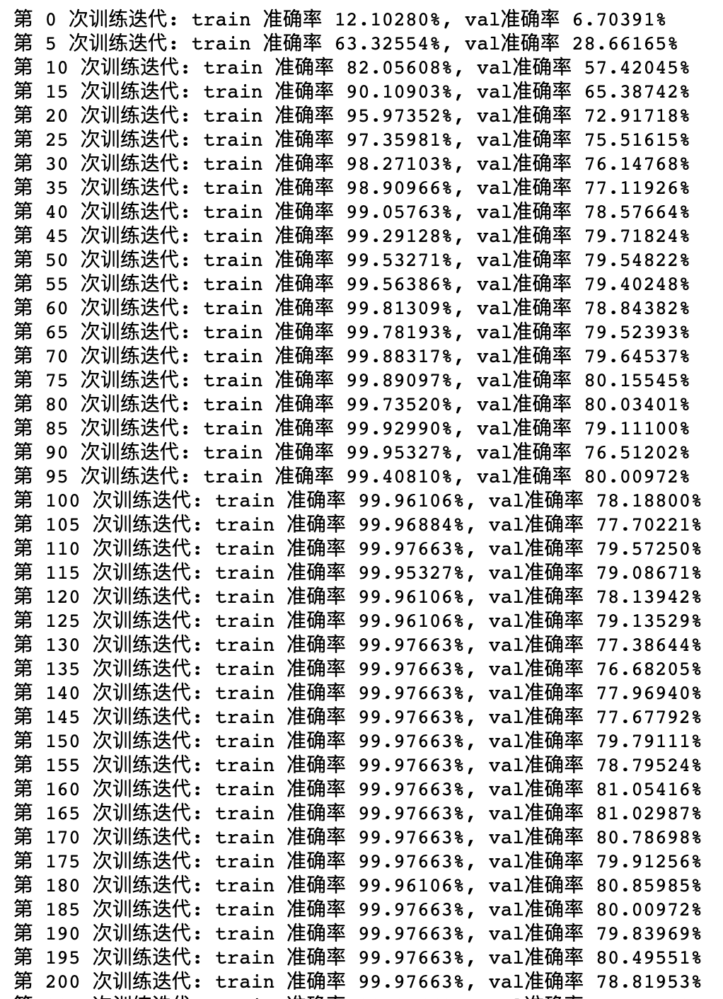 第 0 次训练迭代: train 准确率 12.10280%, val准确率 6.70391%
第 5 次训练迭代: train 准确率 63.32554%, val准确率 28.66165%
第 10 次训练迭代: train 准确率 82.05608%, val准确率 57.42045%
第 15 次训练迭代: train 准确率 90.10903%, val准确率 65.38742%
第 20 次训练迭代: train 准确率 95.97352%, val准确率 72.91718%
第 25 次训练迭代: train 准确率 97.35981%, val准确率 75.51615%
第 30 次训练迭代: train 准确率 98.27103%, val准确率 76.14768%
第 35 次训练迭代: train 准确率 98.90966%, val准确率 77.11926%
第 40 次训练迭代: train 准确率 99.05763%, val准确率 78.57664%
第 45 次训练迭代: train 准确率 99.29128%, val准确率 79.71824%
第 50 次训练迭代: train 准确率 99.53271%, val准确率 79.54822%
第 55 次训练迭代: train 准确率 99.56386%, val准确率 79.40248%
第 60 次训练迭代: train 准确率 99.81309%, val准确率 78.84382%
第 65 次训练迭代: train 准确率 99.78193%, val准确率 79.52393%
第 70 次训练迭代: train 准确率 99.88317%, val准确率 79.64537%
第 75 次训练迭代: train 准确率 99.89097%, val准确率 80.15545%
第 80 次训练迭代: train 准确率 99.73520%, val准确率 80.03401%
第 85 次训练迭代: train 准确率 99.92990%, val准确率 79.11100%
第 90 次训练迭代: train 准确率 99.95327%, val准确率 76.51202%
第 95 次训练迭代: train 准确率 99.40810%, val准确率 80.00972%
第 100 次训练迭代: train 准确率 99.96106%, val准确率 78.18800%
第 105 次训练迭代: train 准确率 99.96884%, val准确率 77.70221%
第 110 次训练迭代: train 准确率 99.97663%, val准确率 79.57250%
第 115 次训练迭代: train 准确率 99.95327%, val准确率 79.08671%
第 120 次训练迭代: train 准确率 99.96106%, val准确率 78.13942%
第 125 次训练迭代: train 准确率 99.96106%, val准确率 79.13529%
第 130 次训练迭代: train 准确率 99.97663%, val准确率 77.38644%
第 135 次训练迭代: train 准确率 99.97663%, val准确率 76.68205%
第 140 次训练迭代: train 准确率 99.97663%, val准确率 77.96940%
第 145 次训练迭代: train 准确率 99.97663%, val准确率 77.67792%
第 150 次训练迭代: train 准确率 99.97663%, val准确率 79.79111%
第 155 次训练迭代: train 准确率 99.97663%, val准确率 78.79524%
第 160 次训练迭代: train 准确率 99.97663%, val准确率 81.05416%
第 165 次训练迭代: train 准确率 99.97663%, val准确率 81.02987%
第 170 次训练迭代: train 准确率 99.97663%, val准确率 80.78698%
第 175 次训练迭代: train 准确率 99.97663%, val准确率 79.91256%
第 180 次训练迭代: train 准确率 99.96106%, val准确率 80.85985%
第 185 次训练迭代: train 准确率 99.97663%, val准确率 80.00972%
第 190 次训练迭代: train 准确率 99.97663%, val准确率 79.83969%
第 195 次训练迭代: train 准确率 99.97663%, val准确率 80.49551%
第 200 次训练迭代: train 准确率 99.97663%, val准确率 78.81953%